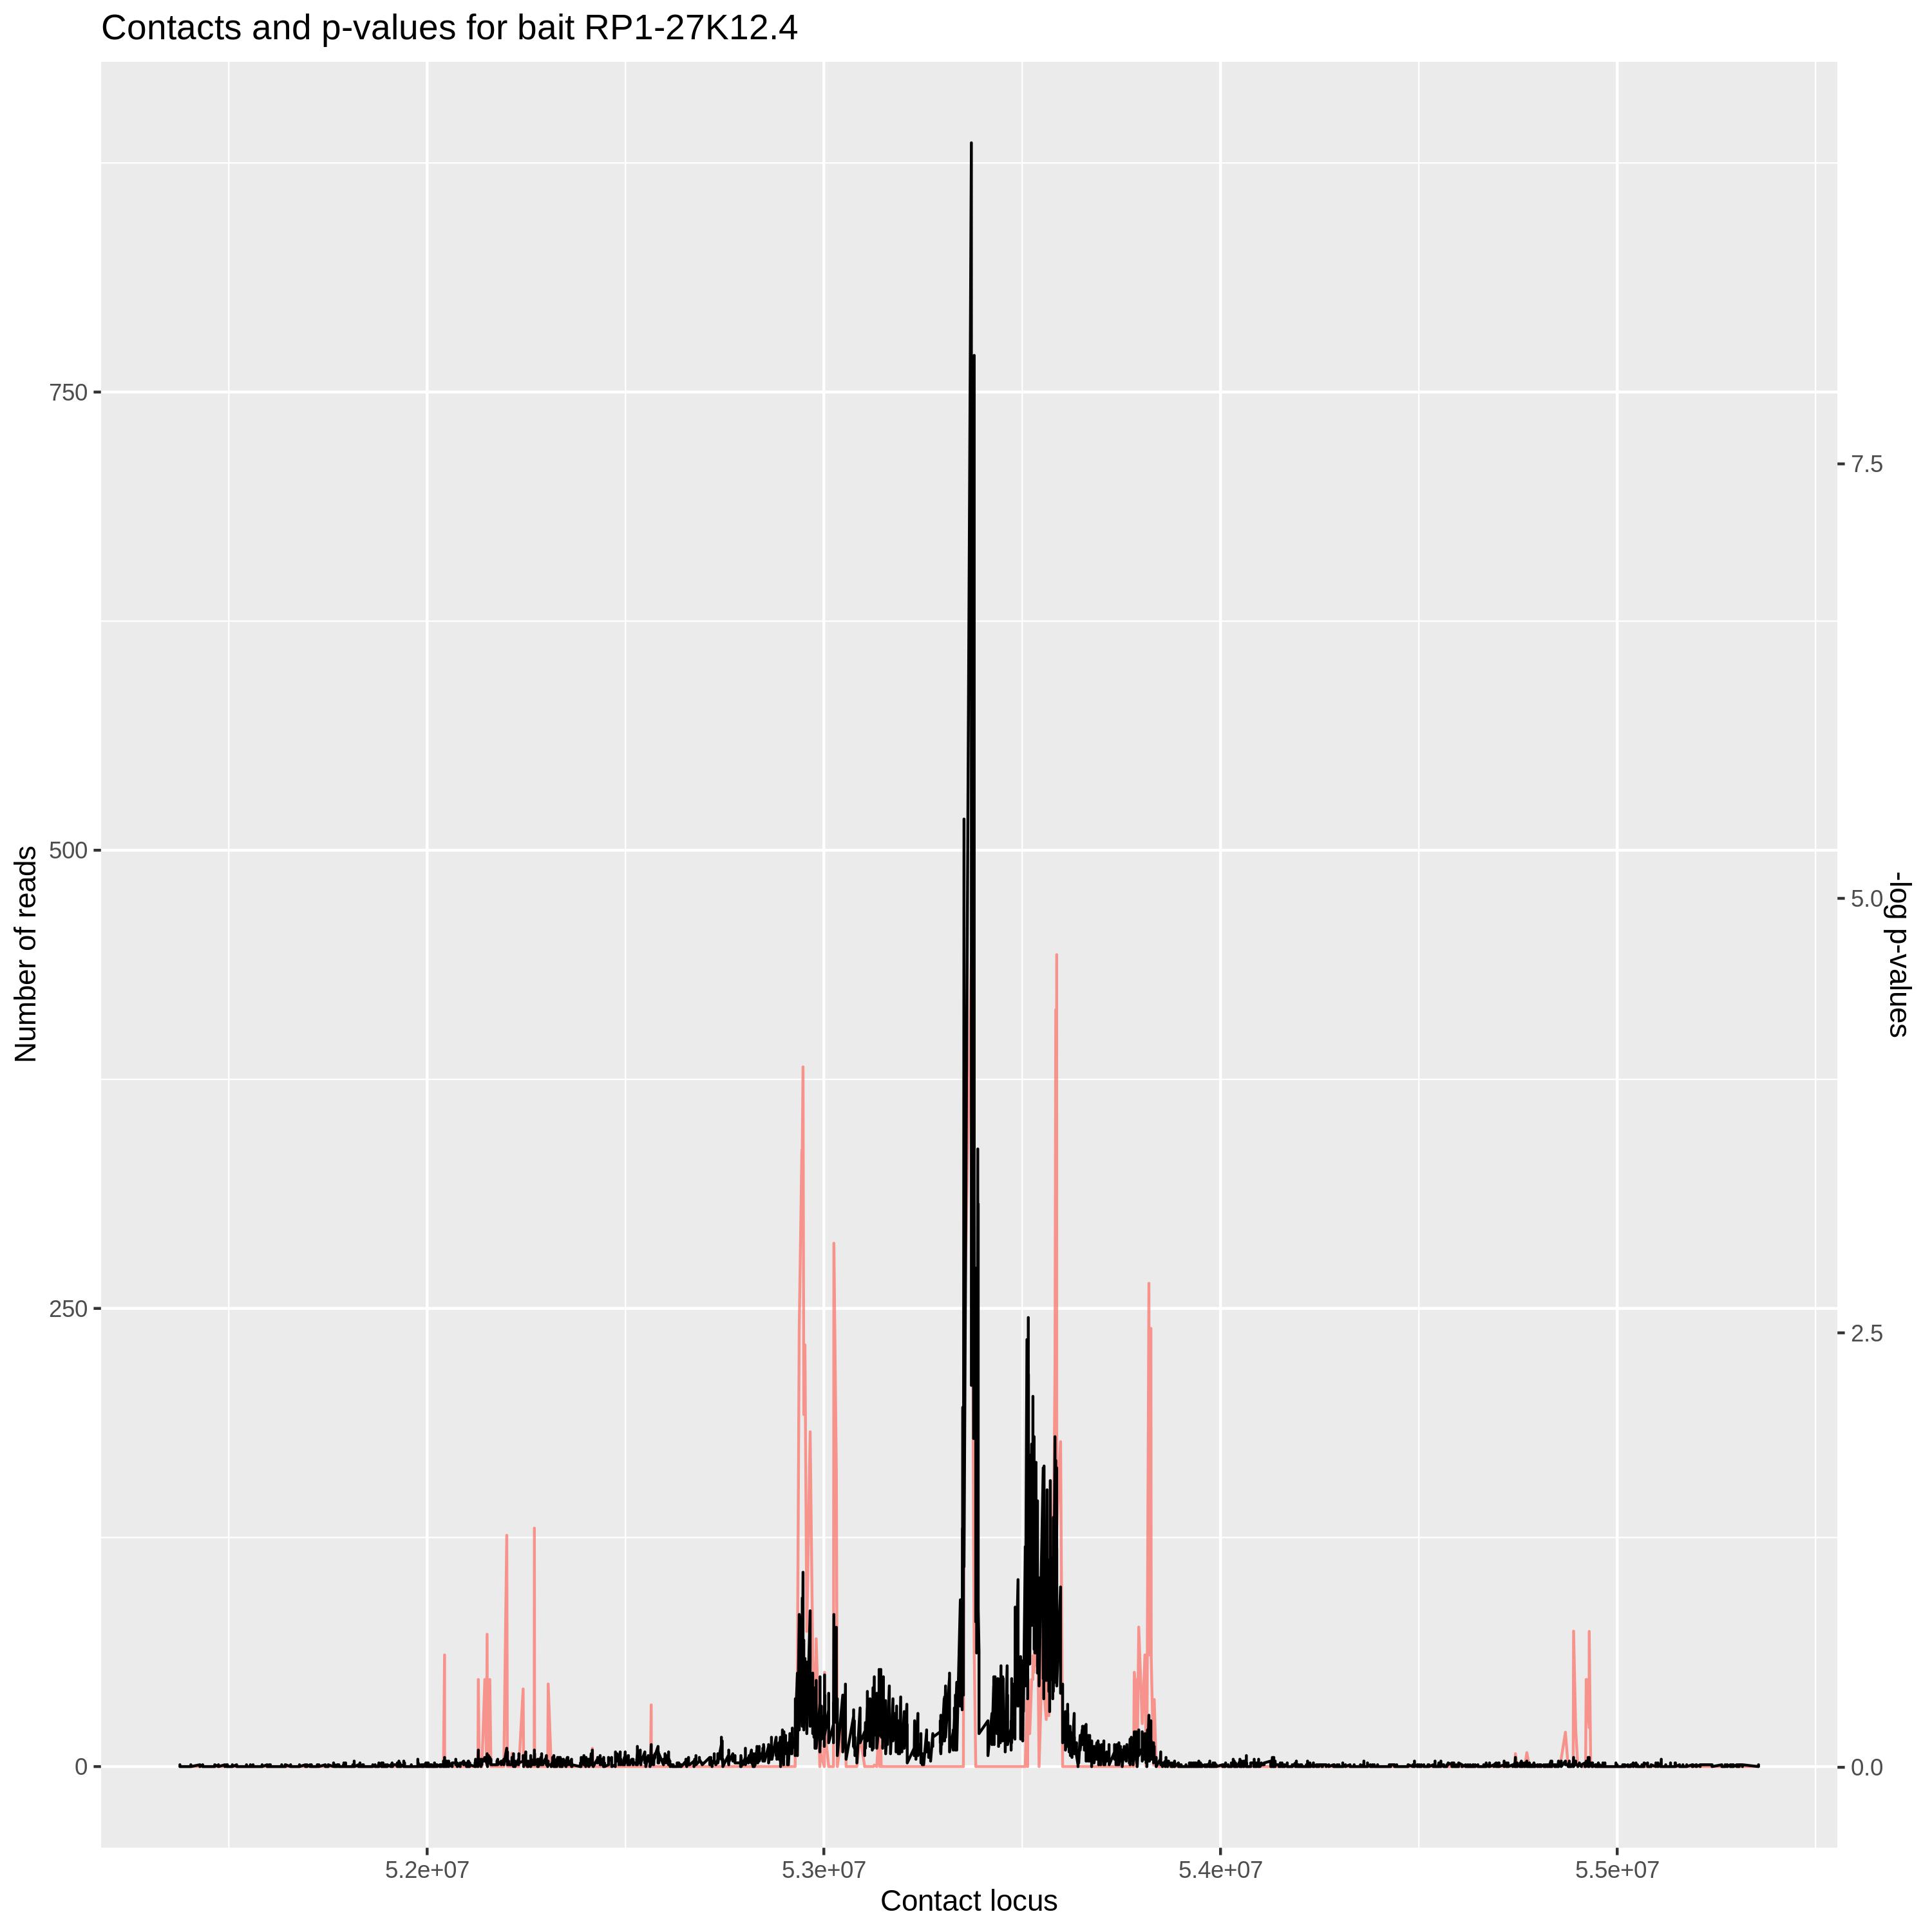 Contacts and p-values for bait RP1-27K12.4
Number of reads
750
500
250
0
7.5
5.0
2.5
0.0
-log p-values
5.2e+07
5.3e+07
5.4e+07
5.5e+07
Contact locus